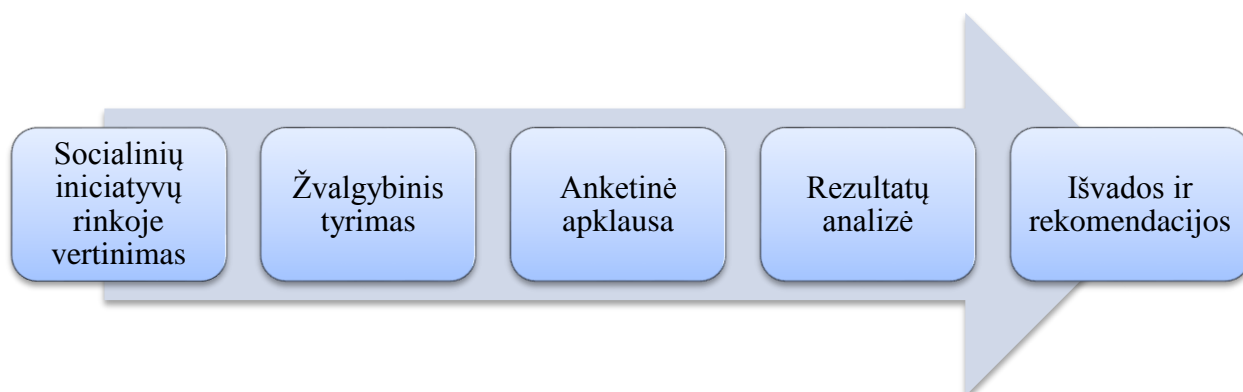 Socialinių
iniciatyvų
rinkoje
vertinimas
Žvalgybinis
tyrimas
Anketinė
apklausa
Rezultatų
analizė
Išvados ir
rekomendacijos